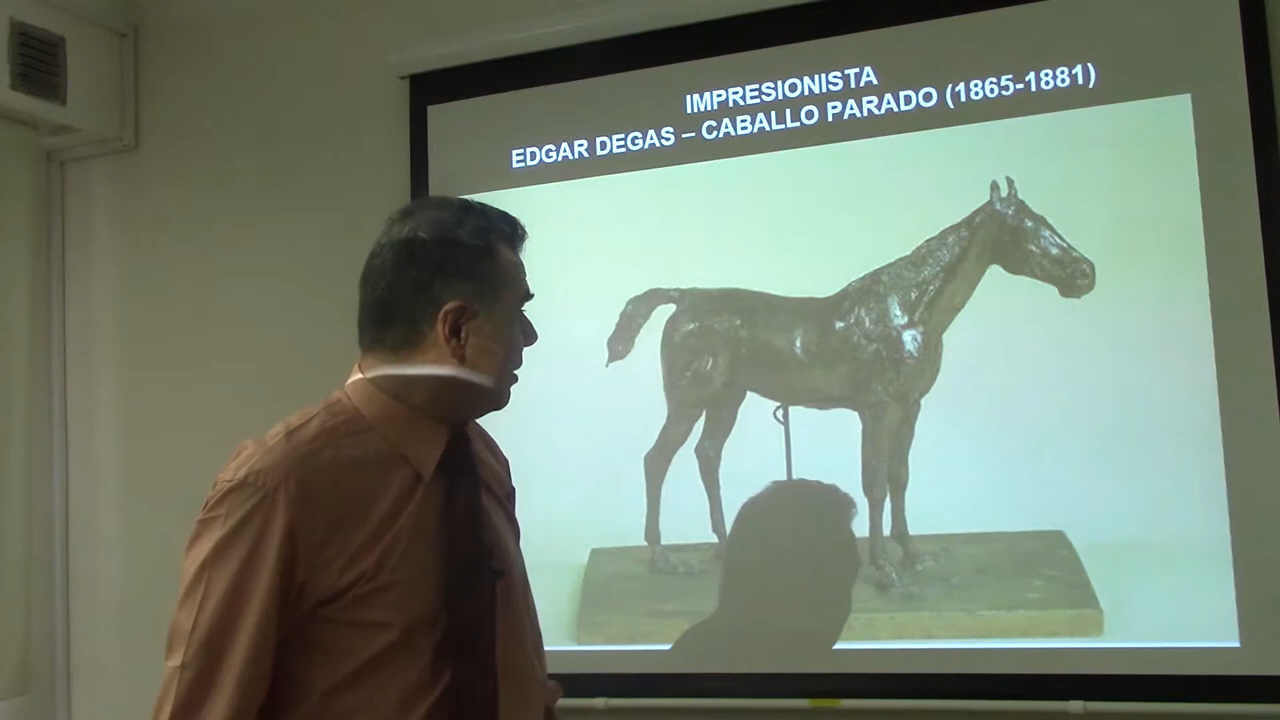 IMPRESIONISTA
EDGAR DEGAS – CABALLO PARADO (1865-1881)